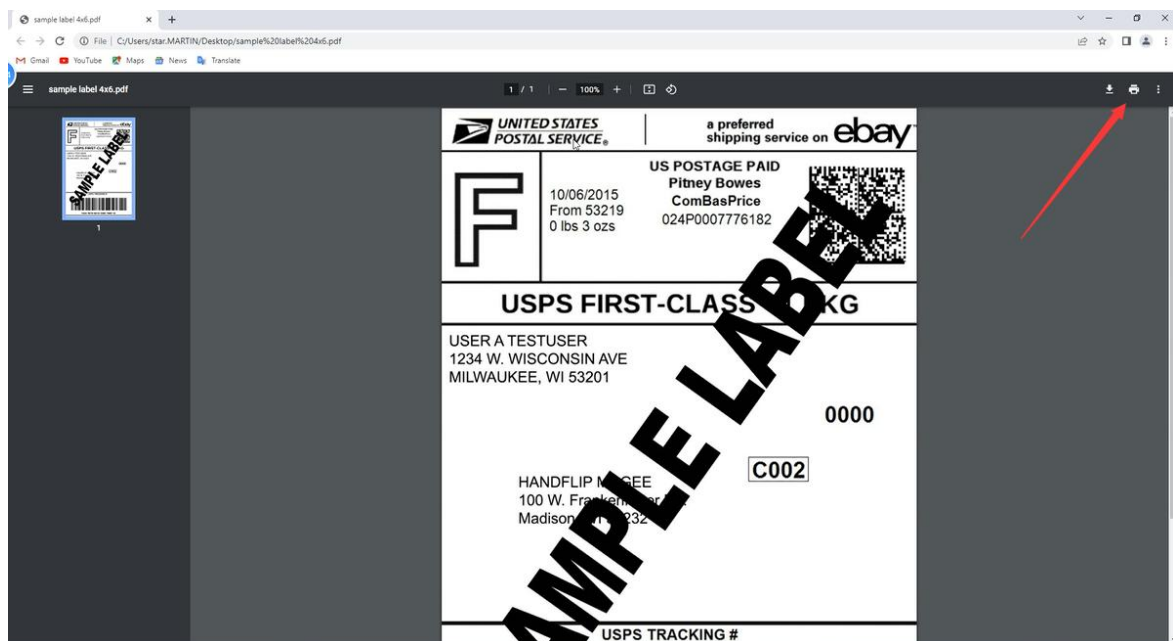 sample label 4x6.pdf
File | C:/Users/star.MARTIN/Desktop/sample%20label%204x6.pdf
Gmail YouTube Maps News Translate
sample label 4x6.pdf 1 / 1 100%
SAMPLE LABEL
1
UNITED STATES
POSTAL SERVICE®
a preferred
shipping service on ebay
F
10/06/2015
From 53219
0 lbs 3 ozs
US POSTAGE PAID
Pitney Bowes
ComBasPrice
024P0007776182
USPS FIRST-CLASS KG
USER A TESTUSER
1234 W. WISCONSIN AVE
MILWAUKEE, WI 53201
0000
C002
HANDFLIP
100 W.
Madison
SAMPLE LABEL
USPS TRACKING #